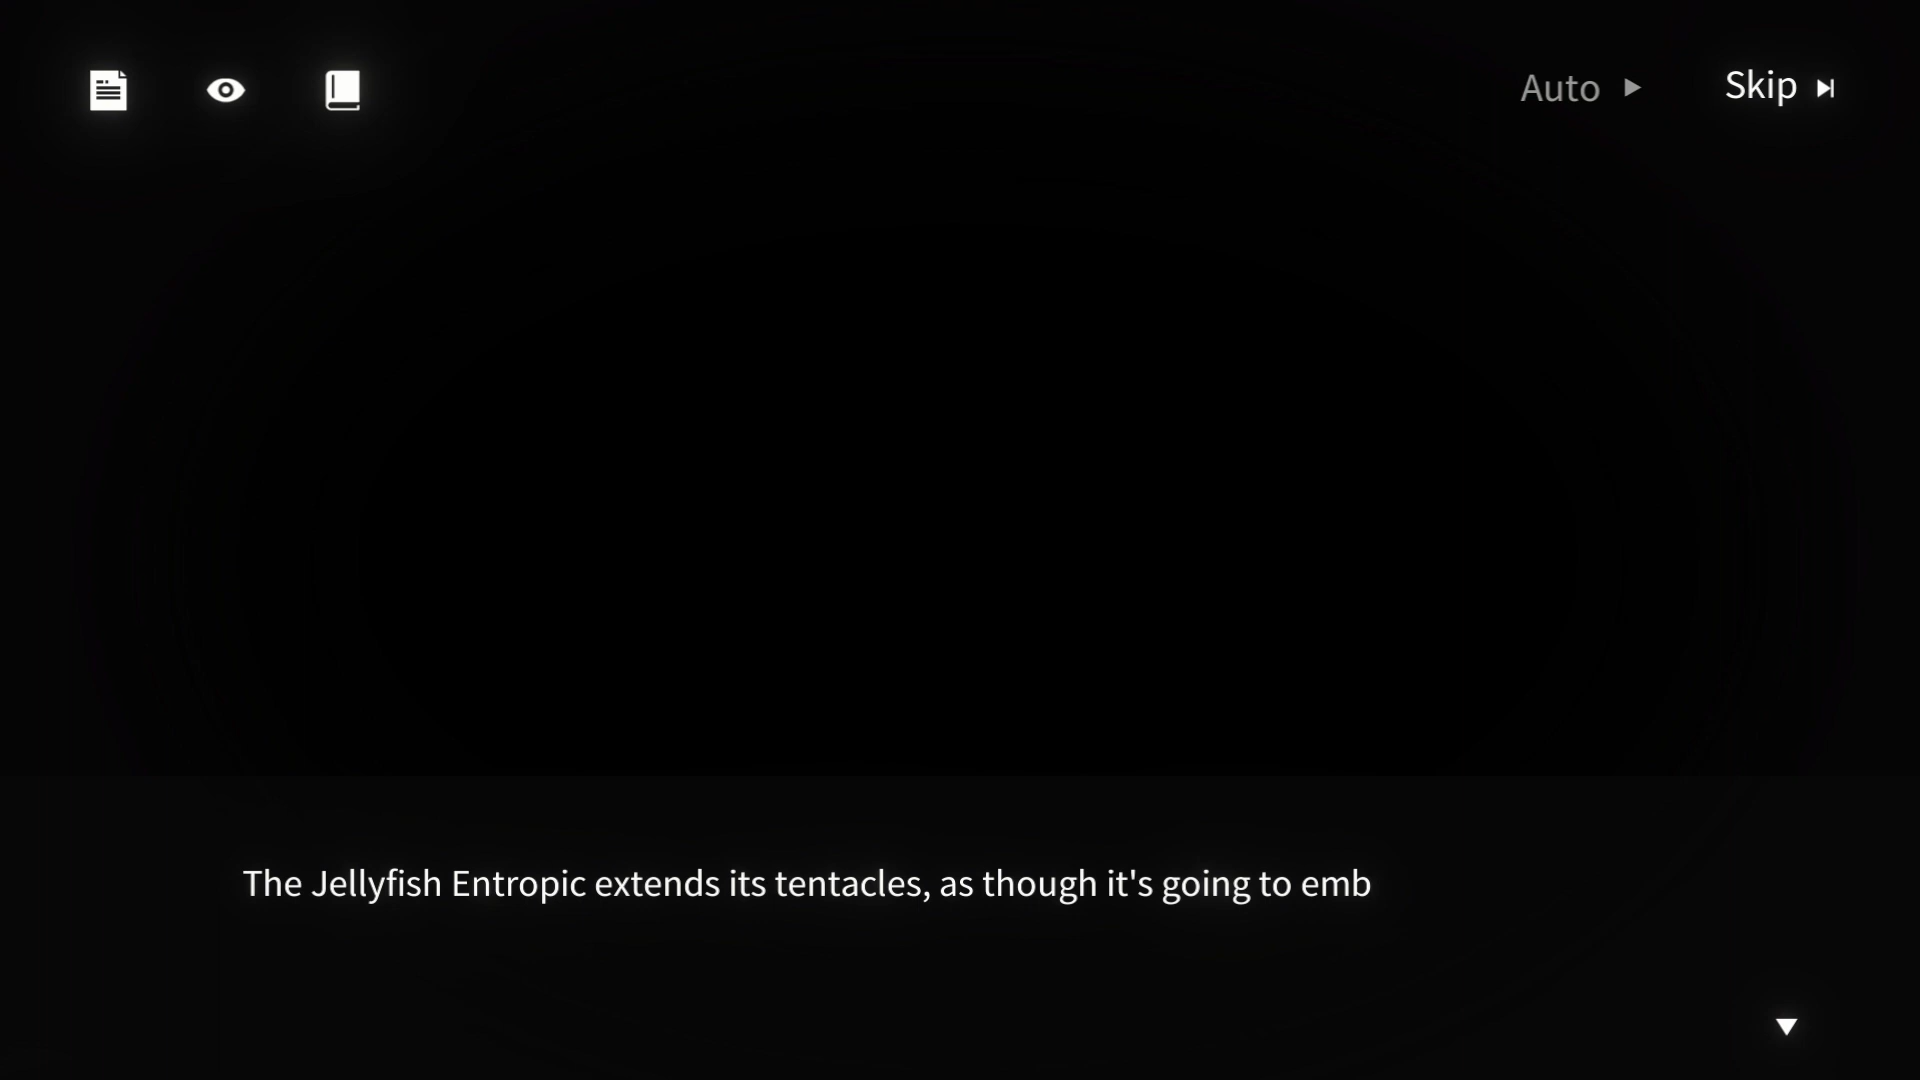 Auto
Skip
The Jellyfish Entropic extends its tentacles, as though it's going to emb